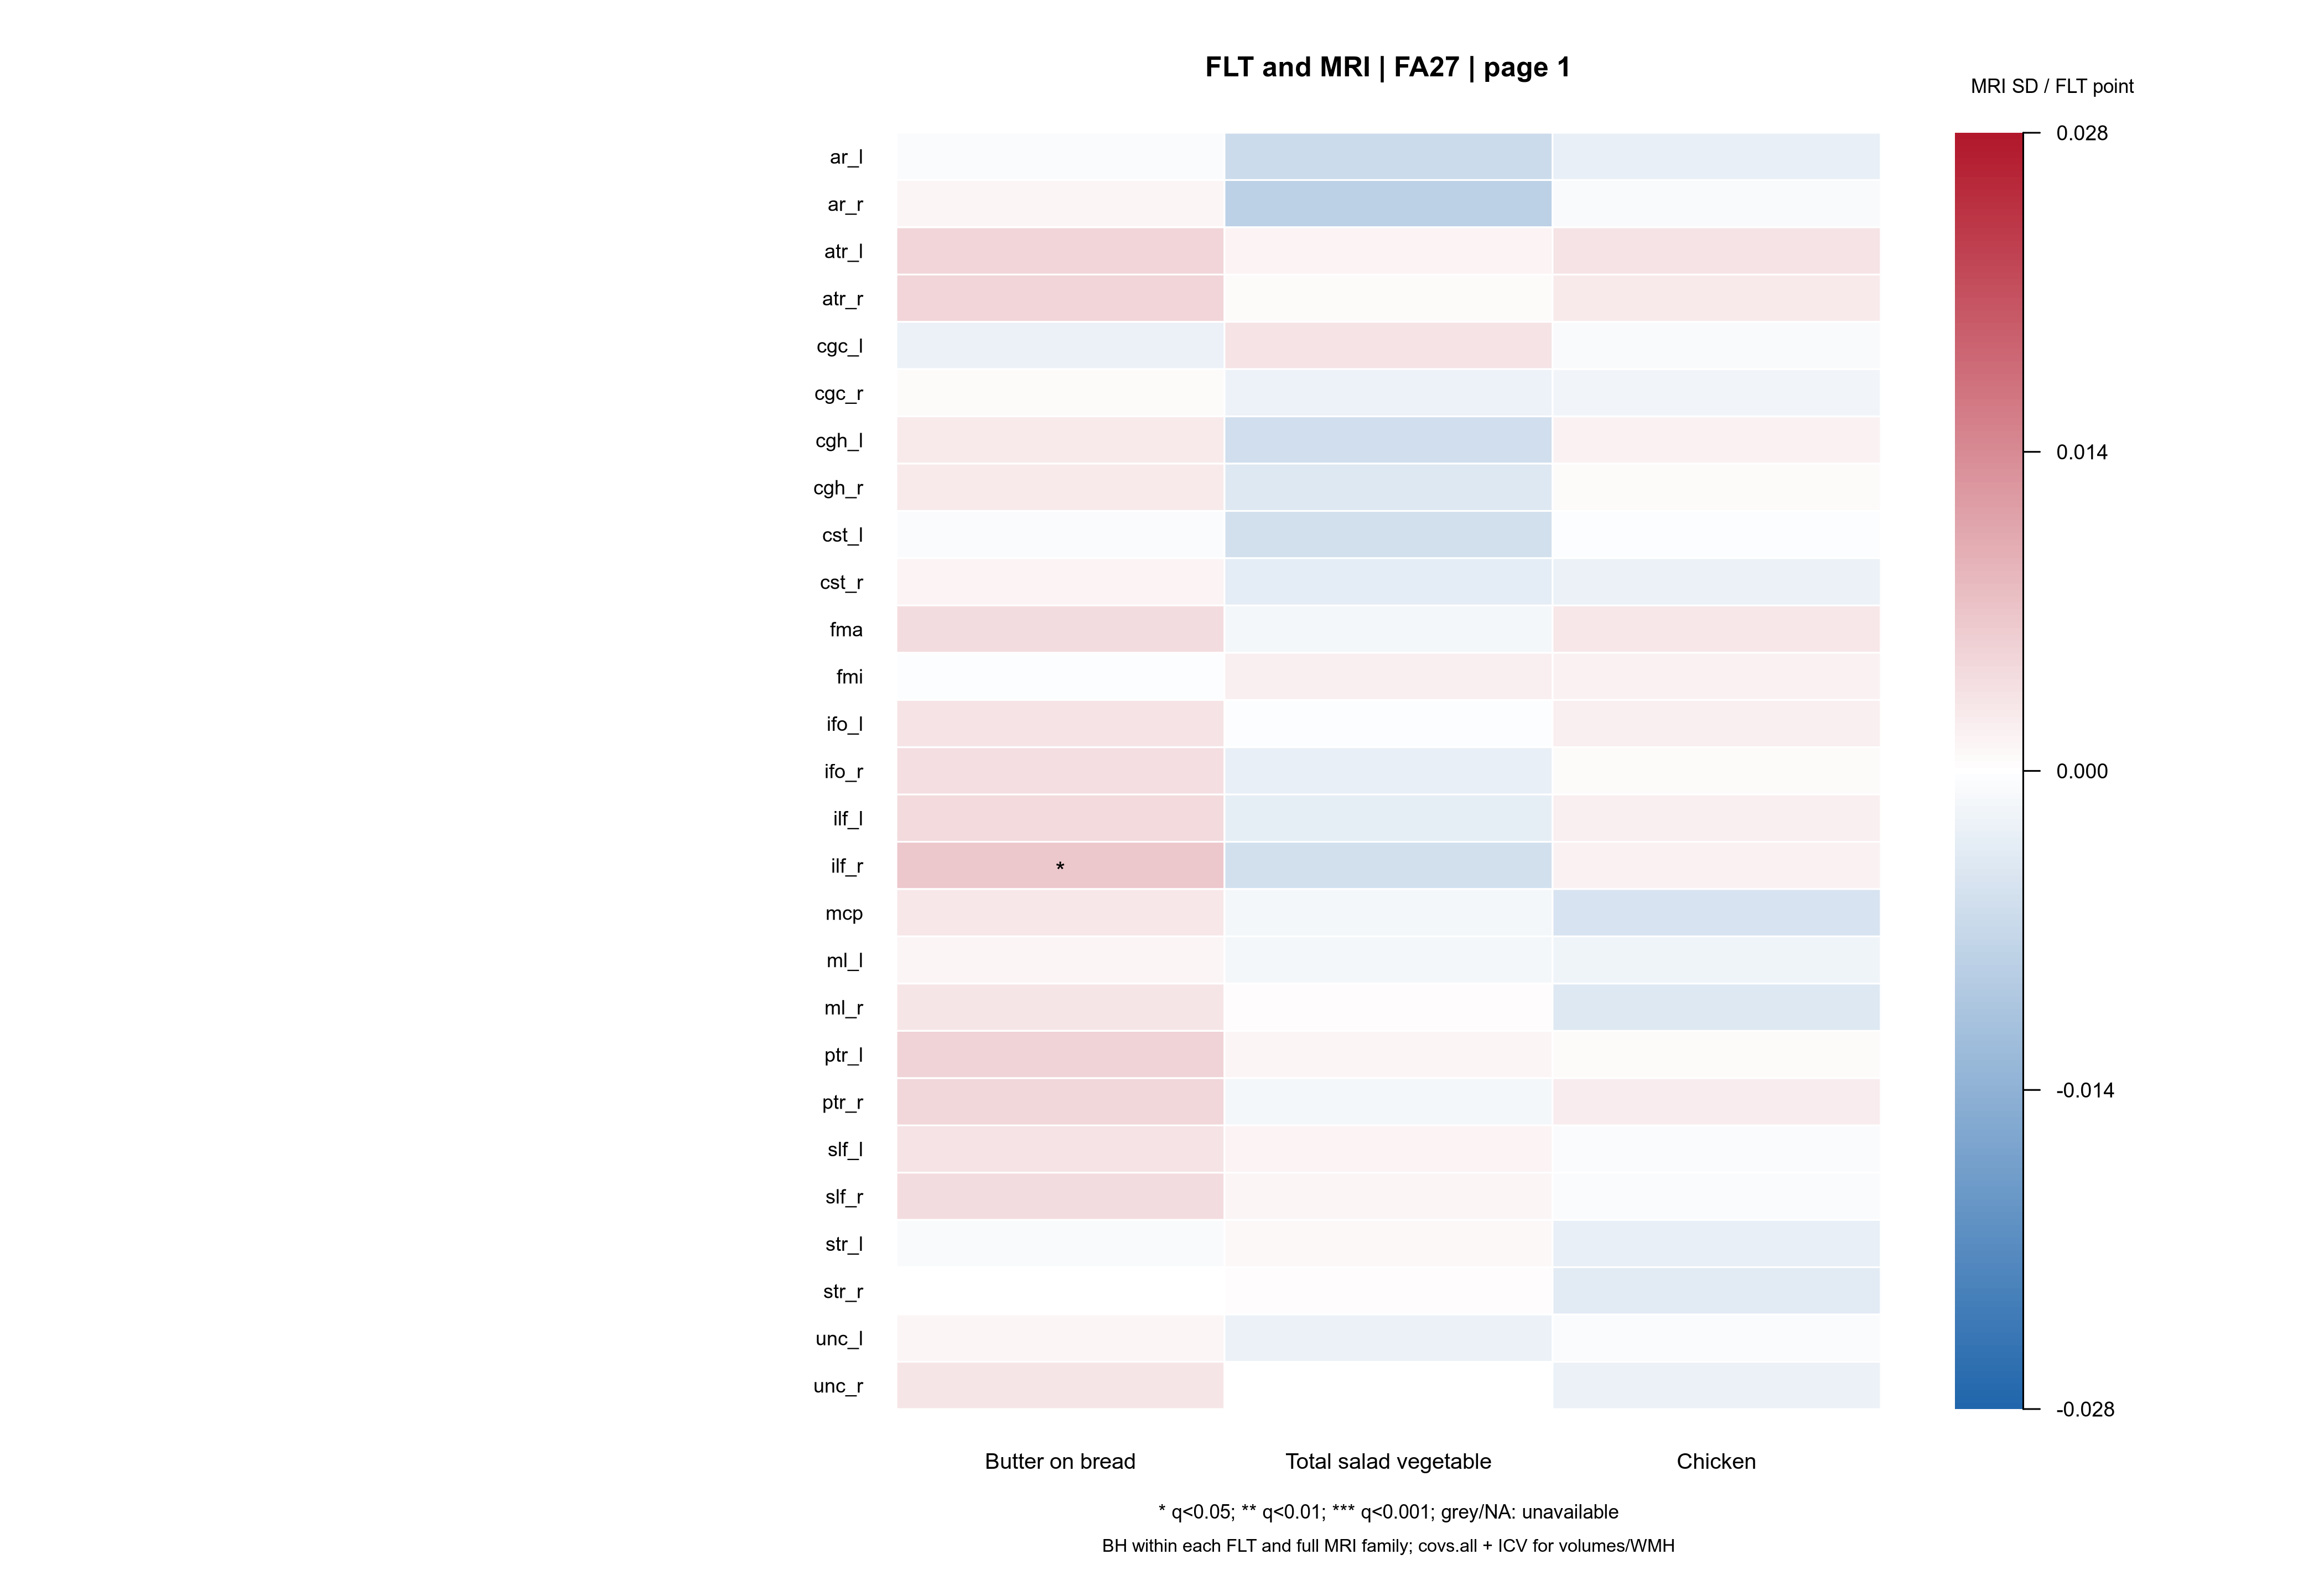 FLT and MRI | FA27 | page 1
MRI SD / FLT point
0.028
0.014
0.000
-0.014
-0.028
ar_l
ar_r
atr_l
atr_r
cgc_l
cgc_r
cgh_l
cgh_r
cst_l
cst_r
fma
fmi
ifo_l
ifo_r
ilf_l
ilf_r *
mcp
ml_l
ml_r
ptr_l
ptr_r
slf_l
slf_r
str_l
str_r
unc_l
unc_r
Butter on bread Total salad vegetable Chicken
* q<0.05; ** q<0.01; *** q<0.001; grey/NA: unavailable
BH within each FLT and full MRI family; covs.all + ICV for volumes/WMH